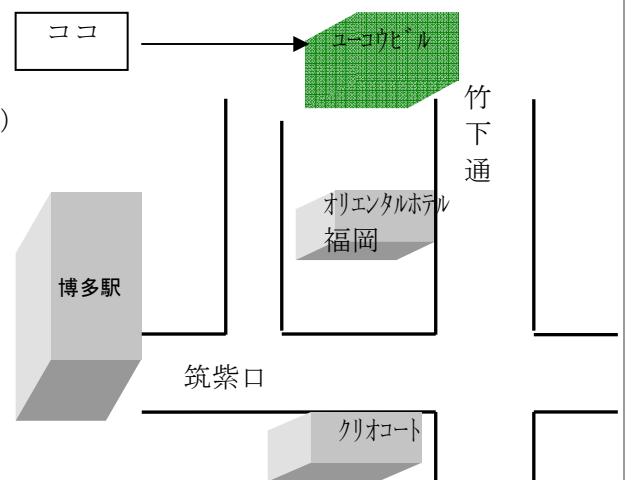 ココ
ユーコウビル
)
竹下通
オリエンタルホテル
福岡
博多駅
筑紫口
クリオコート